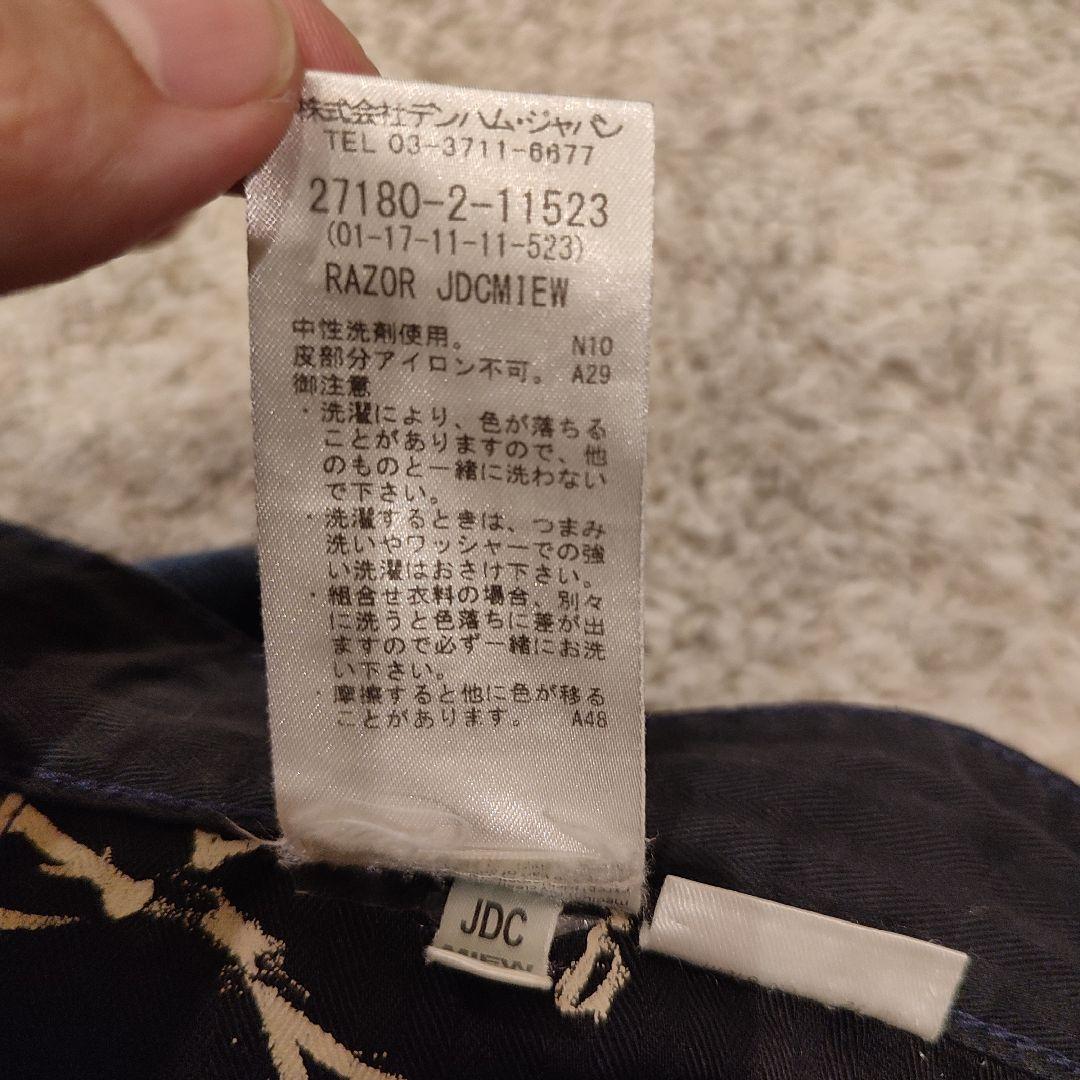 株式会社デンハム・ジャパン
TEL 03-3711-6677
27180-2-11523
(01-17-11-11-523)
RAZOR JDCMIEW
中性洗剤使用。 N10
皮部分アイロン不可。 A29
御注意
・洗濯により、色が落ちる
ことがありますので、他
のものと一緒に洗わない
で下さい。
・洗濯するときは、つまみ
洗いやワッシャーでの強
い洗濯はおさけ下さい。
・組合せ衣料の場合、別々
に洗うと色落ちに差が出
ますので必ず一緒にお洗
い下さい。
・摩擦すると他に色が移る
ことがあります。 A48
JDC
MIEW